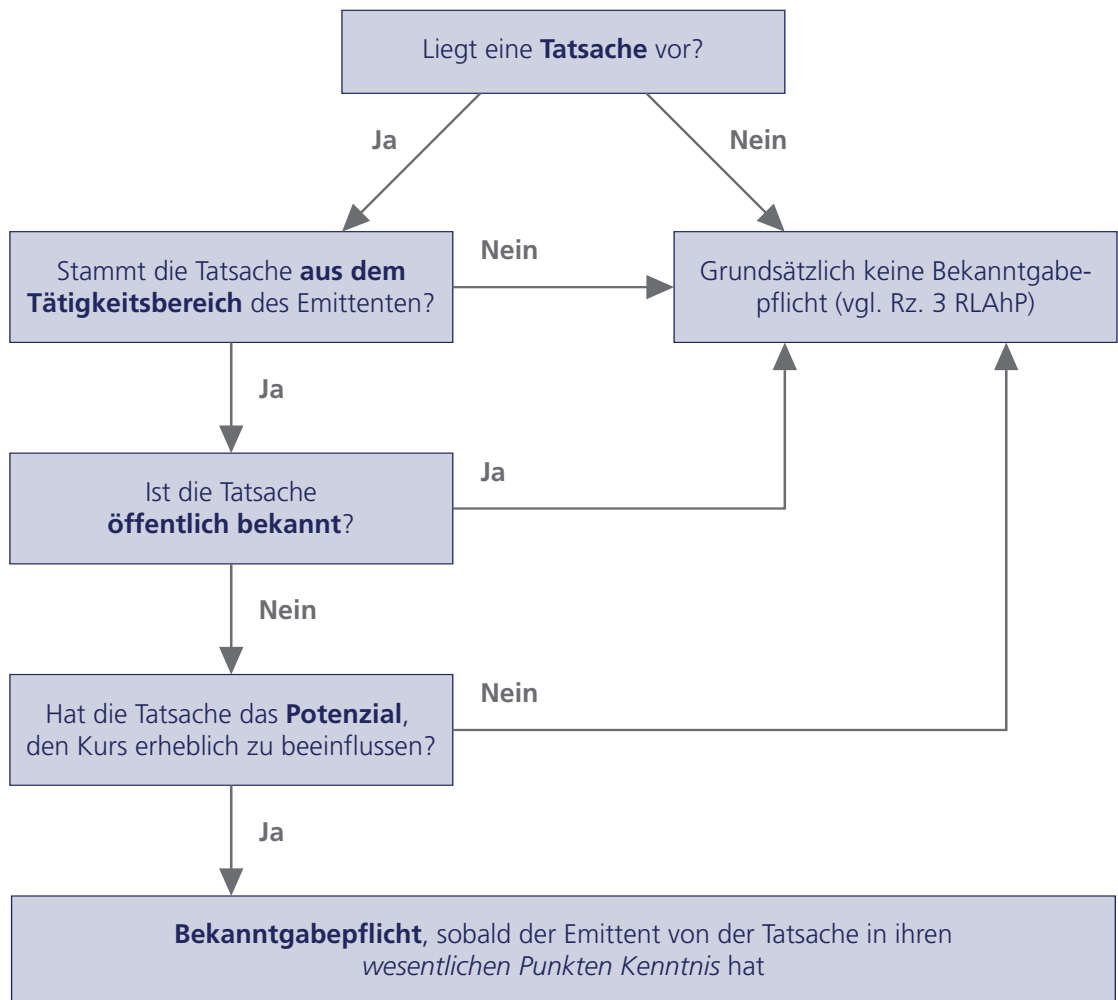 Liegt eine Tatsache vor?
Ja
Nein
Stammt die Tatsache aus dem
Tätigkeitsbereich des Emittenten?
Nein
Grundsätzlich keine Bekanntgabe-
pflicht (vgl. Rz. 3 RLAhP)
Ja
Ist die Tatsache
öffentlich bekannt?
Ja
Nein
Hat die Tatsache das Potenzial,
den Kurs erheblich zu beeinflussen?
Nein
Ja
Bekanntgabepflicht, sobald der Emittent von der Tatsache in ihren
wesentlichen Punkten Kenntnis hat